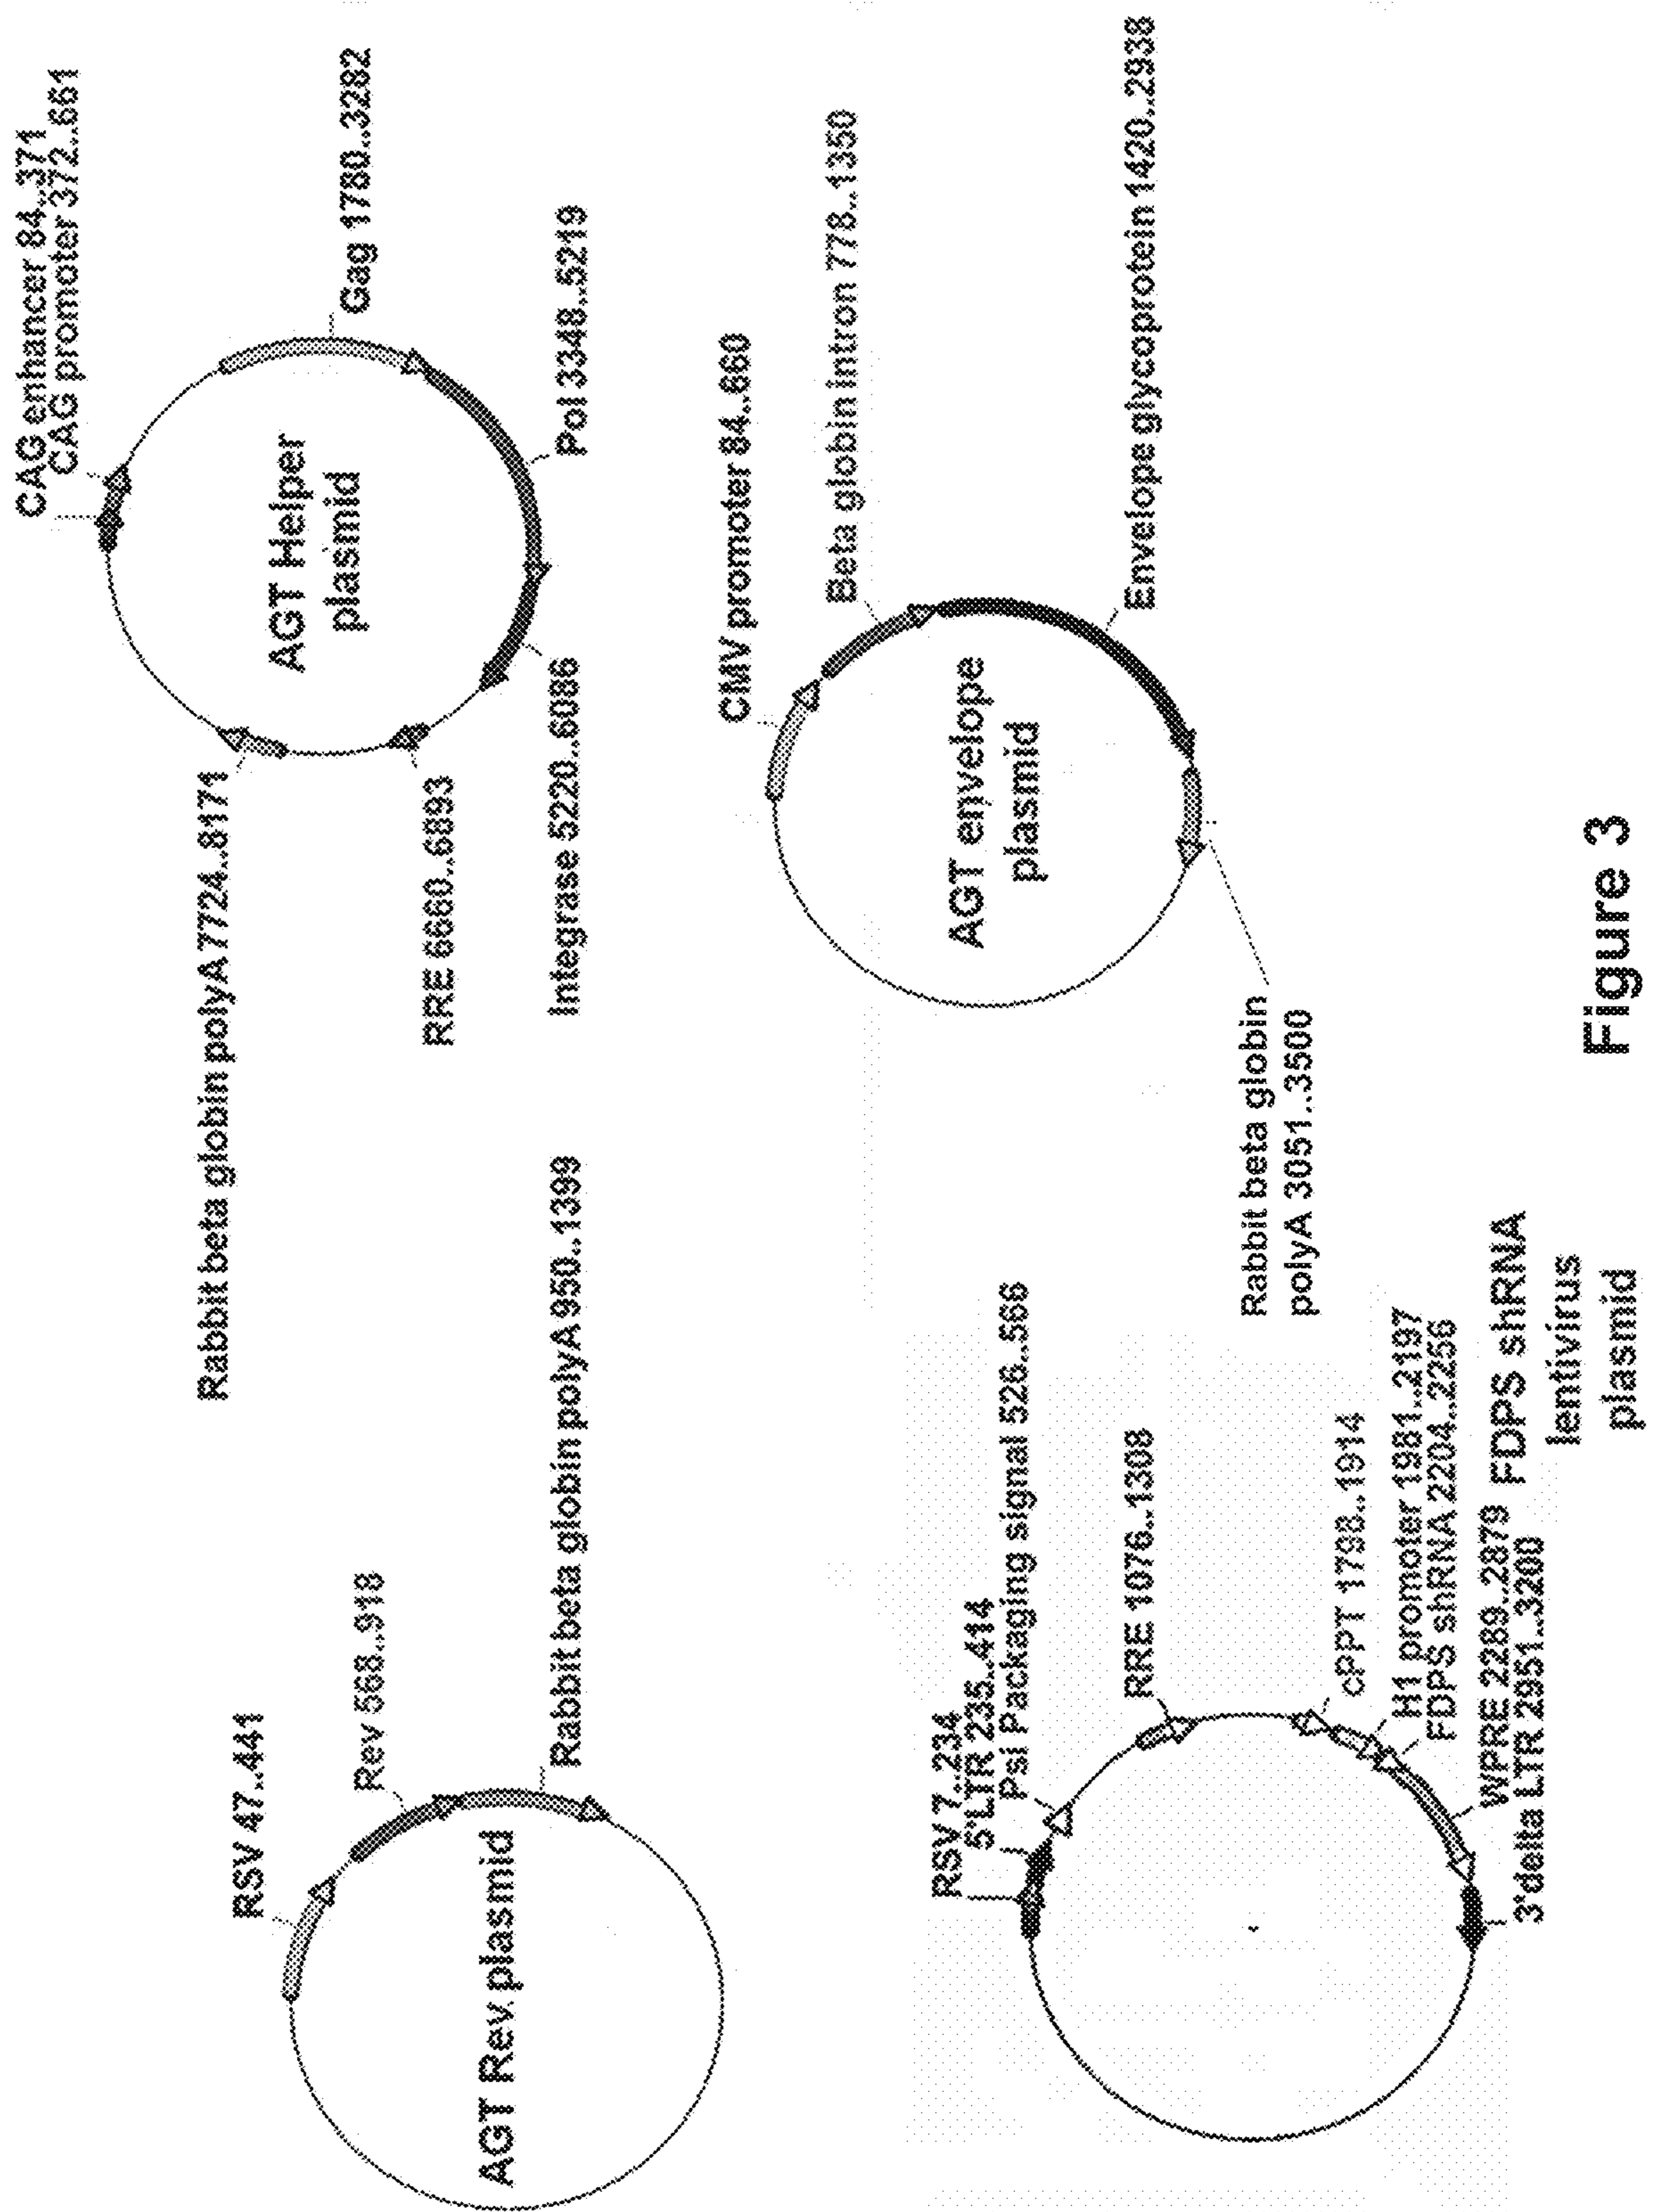 RSV 47..441
Rev 568..918
AGT Rev plasmid
Rabbit beta globin polyA 950..1399
CAG enhancer 84..371
CAG promoter 372..661
Rabbit beta globin polyA 7724..8171
AGT Helper
plasmid
Gag 1780..3282
RRE 6660..6893
Pol 3348..5219
Integrase 5220..6086
RSV 7..234
5'LTR 235..414
Psi Packaging signal 526..566
RRE 1076..1308
cPPT 1798..1914
H1 promoter 1981..2197
FDPS shRNA 2204..2256
WPRE 2289..2879
3'delta LTR 2951..3200
FDPS shRNA
lentivirus
plasmid
CMV promoter 84..660
Beta globin intron 778..1350
AGT envelope
plasmid
Envelope glycoprotein 1420..2938
Rabbit beta globin
polyA 3051..3500
Figure 3